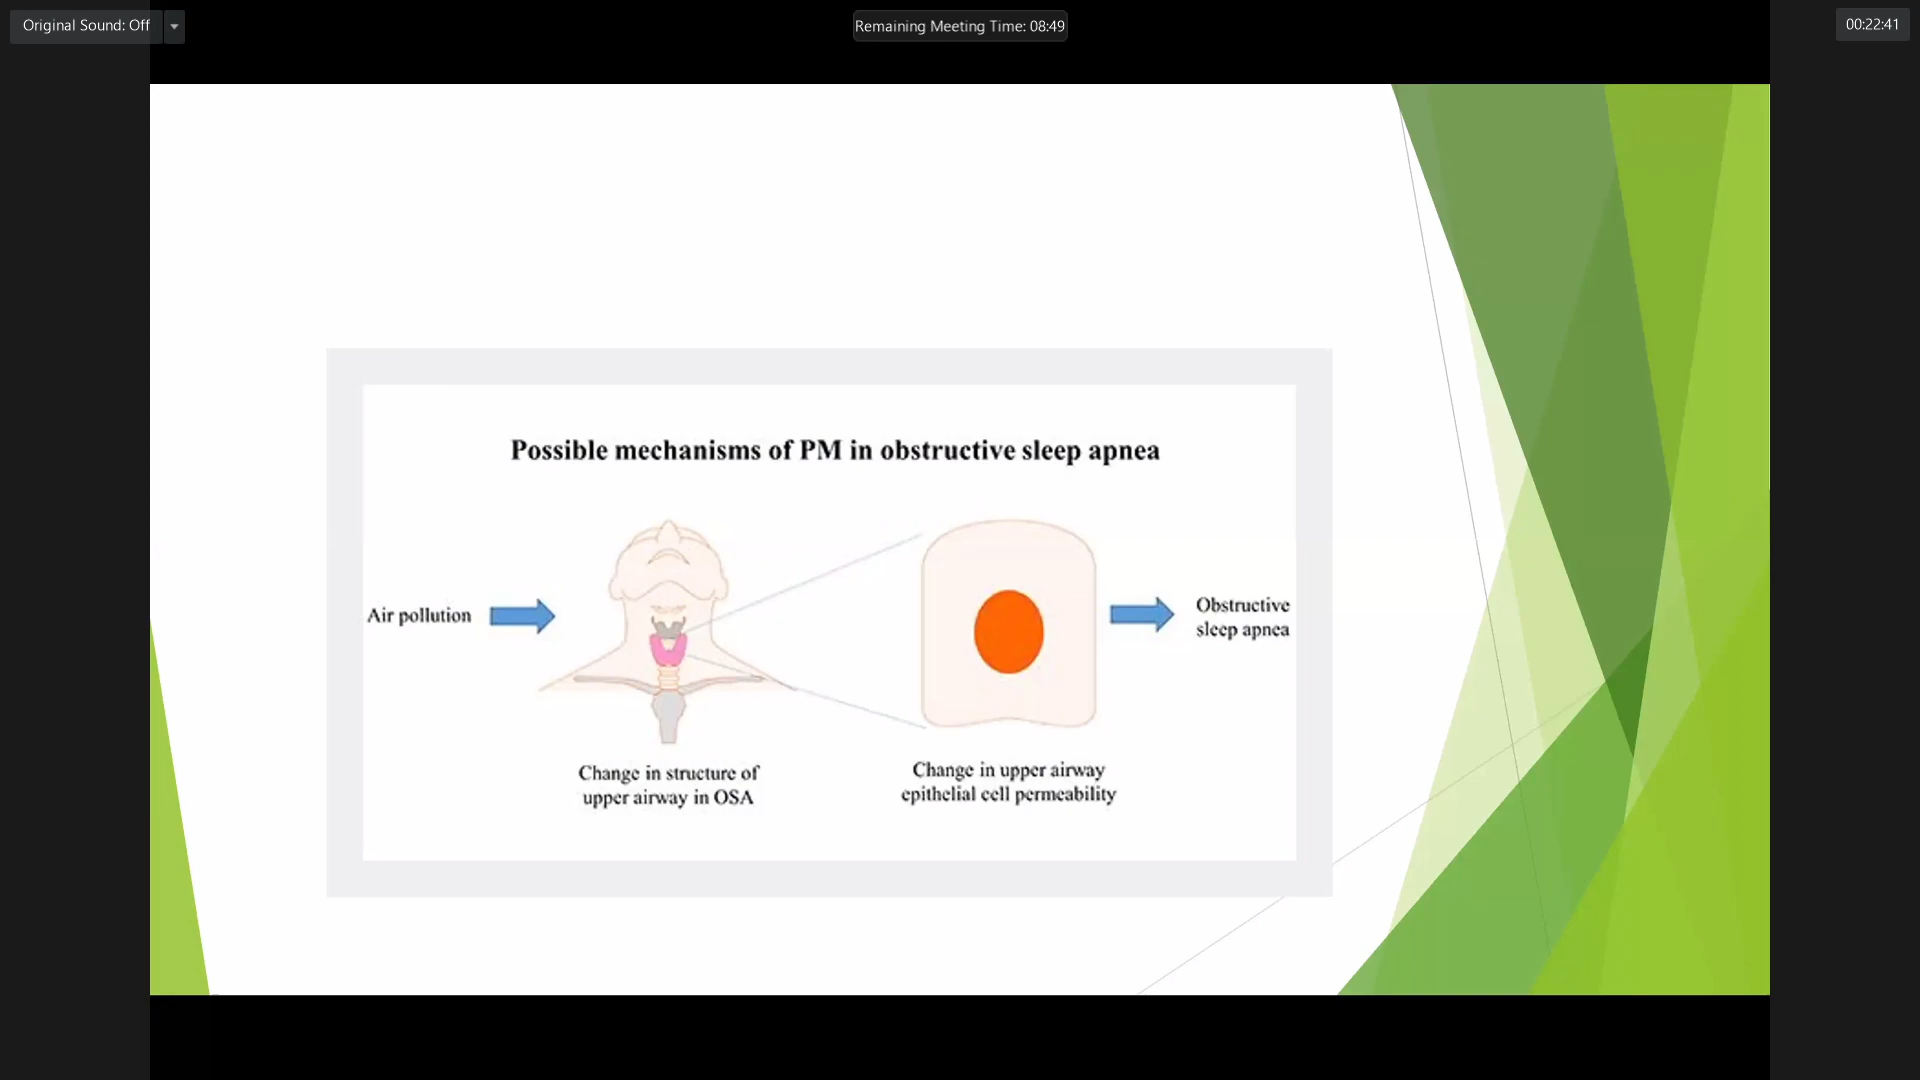 Original Sound: Off
Remaining Meeting Time: 08:49
00:22:41
Possible mechanisms of PM in obstructive sleep apnea
Air pollution
Obstructive
sleep apnea
Change in structure of
upper airway in OSA
Change in upper airway
epithelial cell permeability